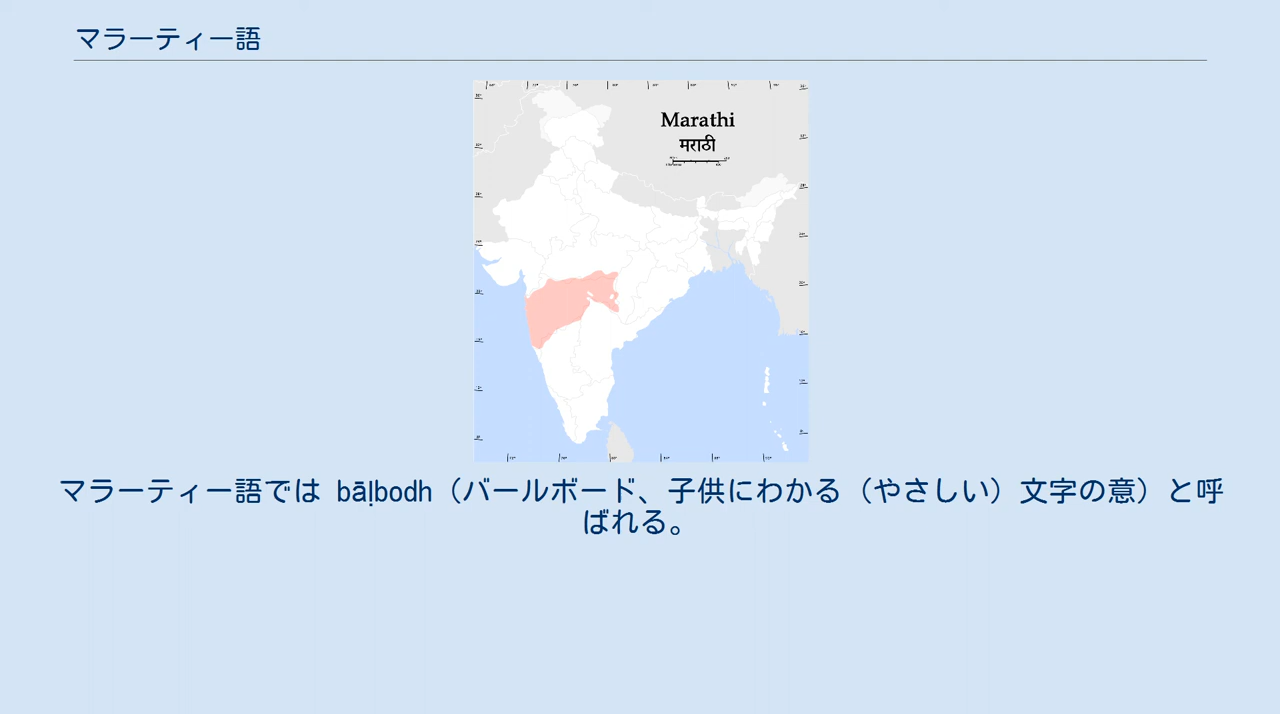 マラーティー語
Marathi
मराठी
マラーティー語では bāḷbodh（バールボード、子供にわかる（やさしい）文字の意）と呼
ばれる。